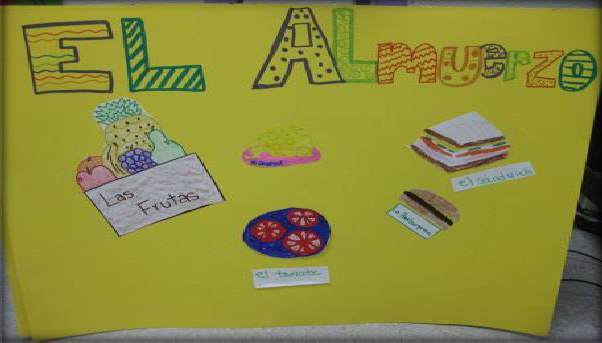 El Almuerzo
Las
Frutas
el sandwich
el tomate